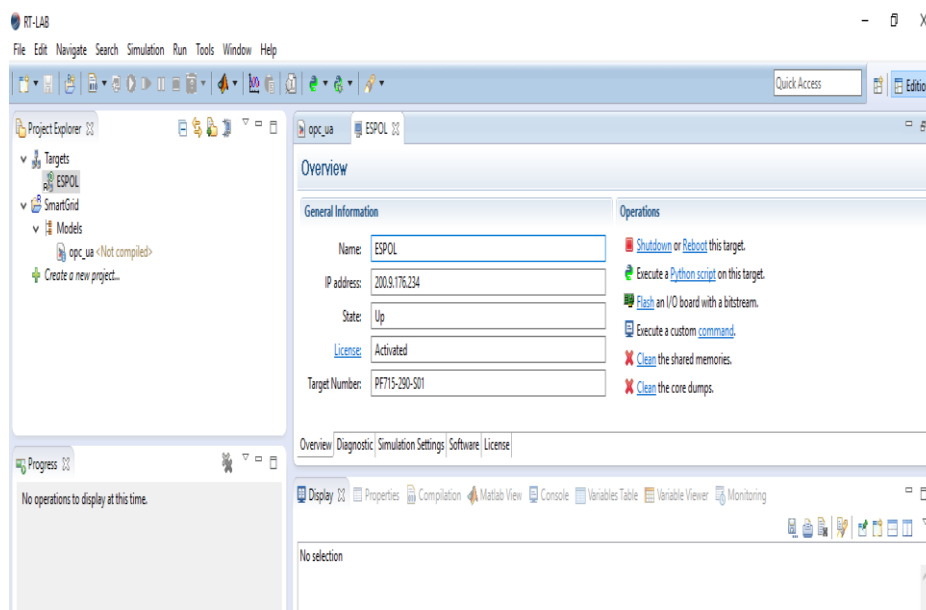 RT-LAB
File Edit Navigate Search Simulation Run Tools Window Help
Quick Access
Editio
Project Explorer
opc_ua ESPOL
Targets
ESPOL
SmartGrid
Models
opc_ua <Not compiled>
Create a new project...
Overview
General Information
Name: ESPOL
IP address: 200.9.176.234
State: Up
License: Activated
Target Number: PF715-290-S01
Operations
Shutdown or Reboot this target.
Execute a Python script on this target.
Flash an I/O board with a bitstream.
Execute a custom command.
Clean the shared memories.
Clean the core dumps.
Overview Diagnostic Simulation Settings Software License
Progress
No operations to display at this time.
Display Properties Compilation Matlab View Console Variables Table Variable Viewer Monitoring
No selection